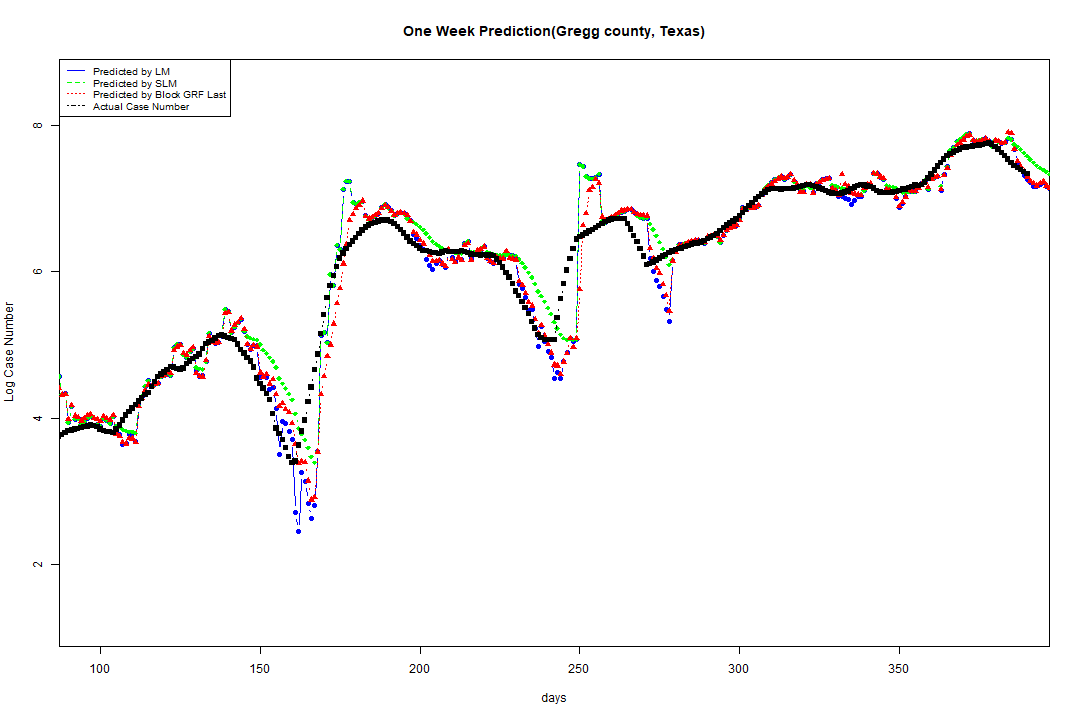 One Week Prediction(Gregg county, Texas)
Predicted by LM
Predicted by SLM
Predicted by Block GRF Last
Actual Case Number
8
6
4
2
Log Case Number
100 150 200 250 300 350
days